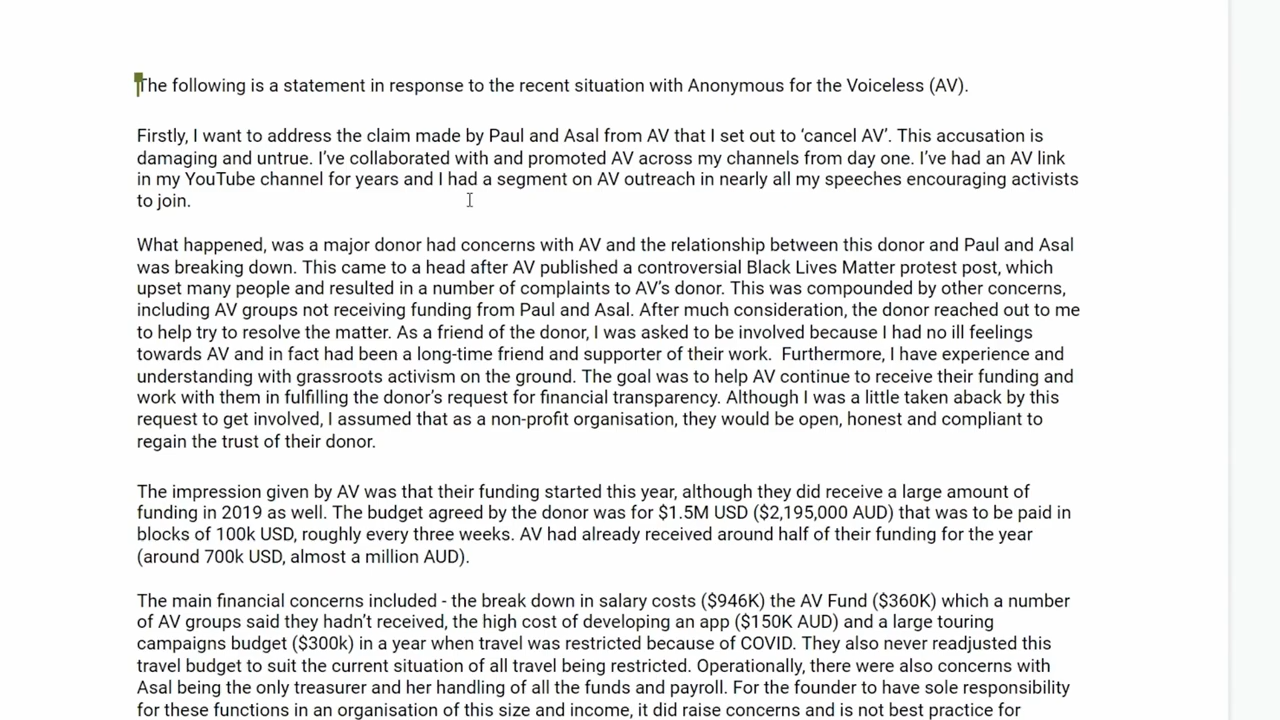 The following is a statement in response to the recent situation with Anonymous for the Voiceless (AV).
Firstly, I want to address the claim made by Paul and Asal from AV that I set out to ‘cancel AV’. This accusation is
damaging and untrue. I’ve collaborated with and promoted AV across my channels from day one. I’ve had an AV link
in my YouTube channel for years and I had a segment on AV outreach in nearly all my speeches encouraging activists
to join.
What happened, was a major donor had concerns with AV and the relationship between this donor and Paul and Asal
was breaking down. This came to a head after AV published a controversial Black Lives Matter protest post, which
upset many people and resulted in a number of complaints to AV’s donor. This was compounded by other concerns,
including AV groups not receiving funding from Paul and Asal. After much consideration, the donor reached out to me
to help try to resolve the matter. As a friend of the donor, I was asked to be involved because I had no ill feelings
towards AV and in fact had been a long-time friend and supporter of their work.  Furthermore, I have experience and
understanding with grassroots activism on the ground. The goal was to help AV continue to receive their funding and
work with them in fulfilling the donor’s request for financial transparency. Although I was a little taken aback by this
request to get involved, I assumed that as a non-profit organisation, they would be open, honest and compliant to
regain the trust of their donor.
The impression given by AV was that their funding started this year, although they did receive a large amount of
funding in 2019 as well. The budget agreed by the donor was for $1.5M USD ($2,195,000 AUD) that was to be paid in
blocks of 100k USD, roughly every three weeks. AV had already received around half of their funding for the year
(around 700k USD, almost a million AUD).
The main financial concerns included - the break down in salary costs ($946K) the AV Fund ($360K) which a number
of AV groups said they hadn’t received, the high cost of developing an app ($150K AUD) and a large touring
campaigns budget ($300k) in a year when travel was restricted because of COVID. They also never readjusted this
travel budget to suit the current situation of all travel being restricted. Operationally, there were also concerns with
Asal being the only treasurer and her handling of all the funds and payroll. For the founder to have sole responsibility
for these functions in an organisation of this size and income, it did raise concerns and is not best practice for